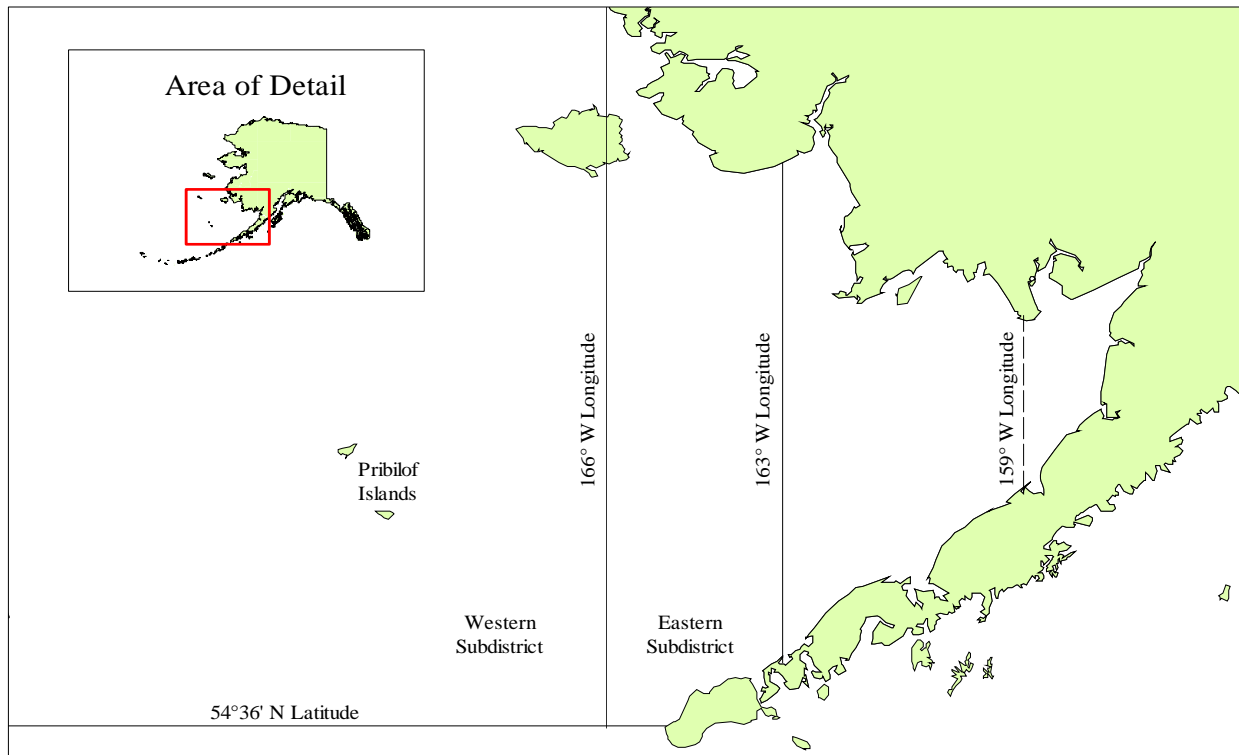 Area of Detail
166° W Longitude
163° W Longitude
159° W Longitude
Pribilof
Islands
Western
Subdistrict
Eastern
Subdistrict
54°36' N Latitude